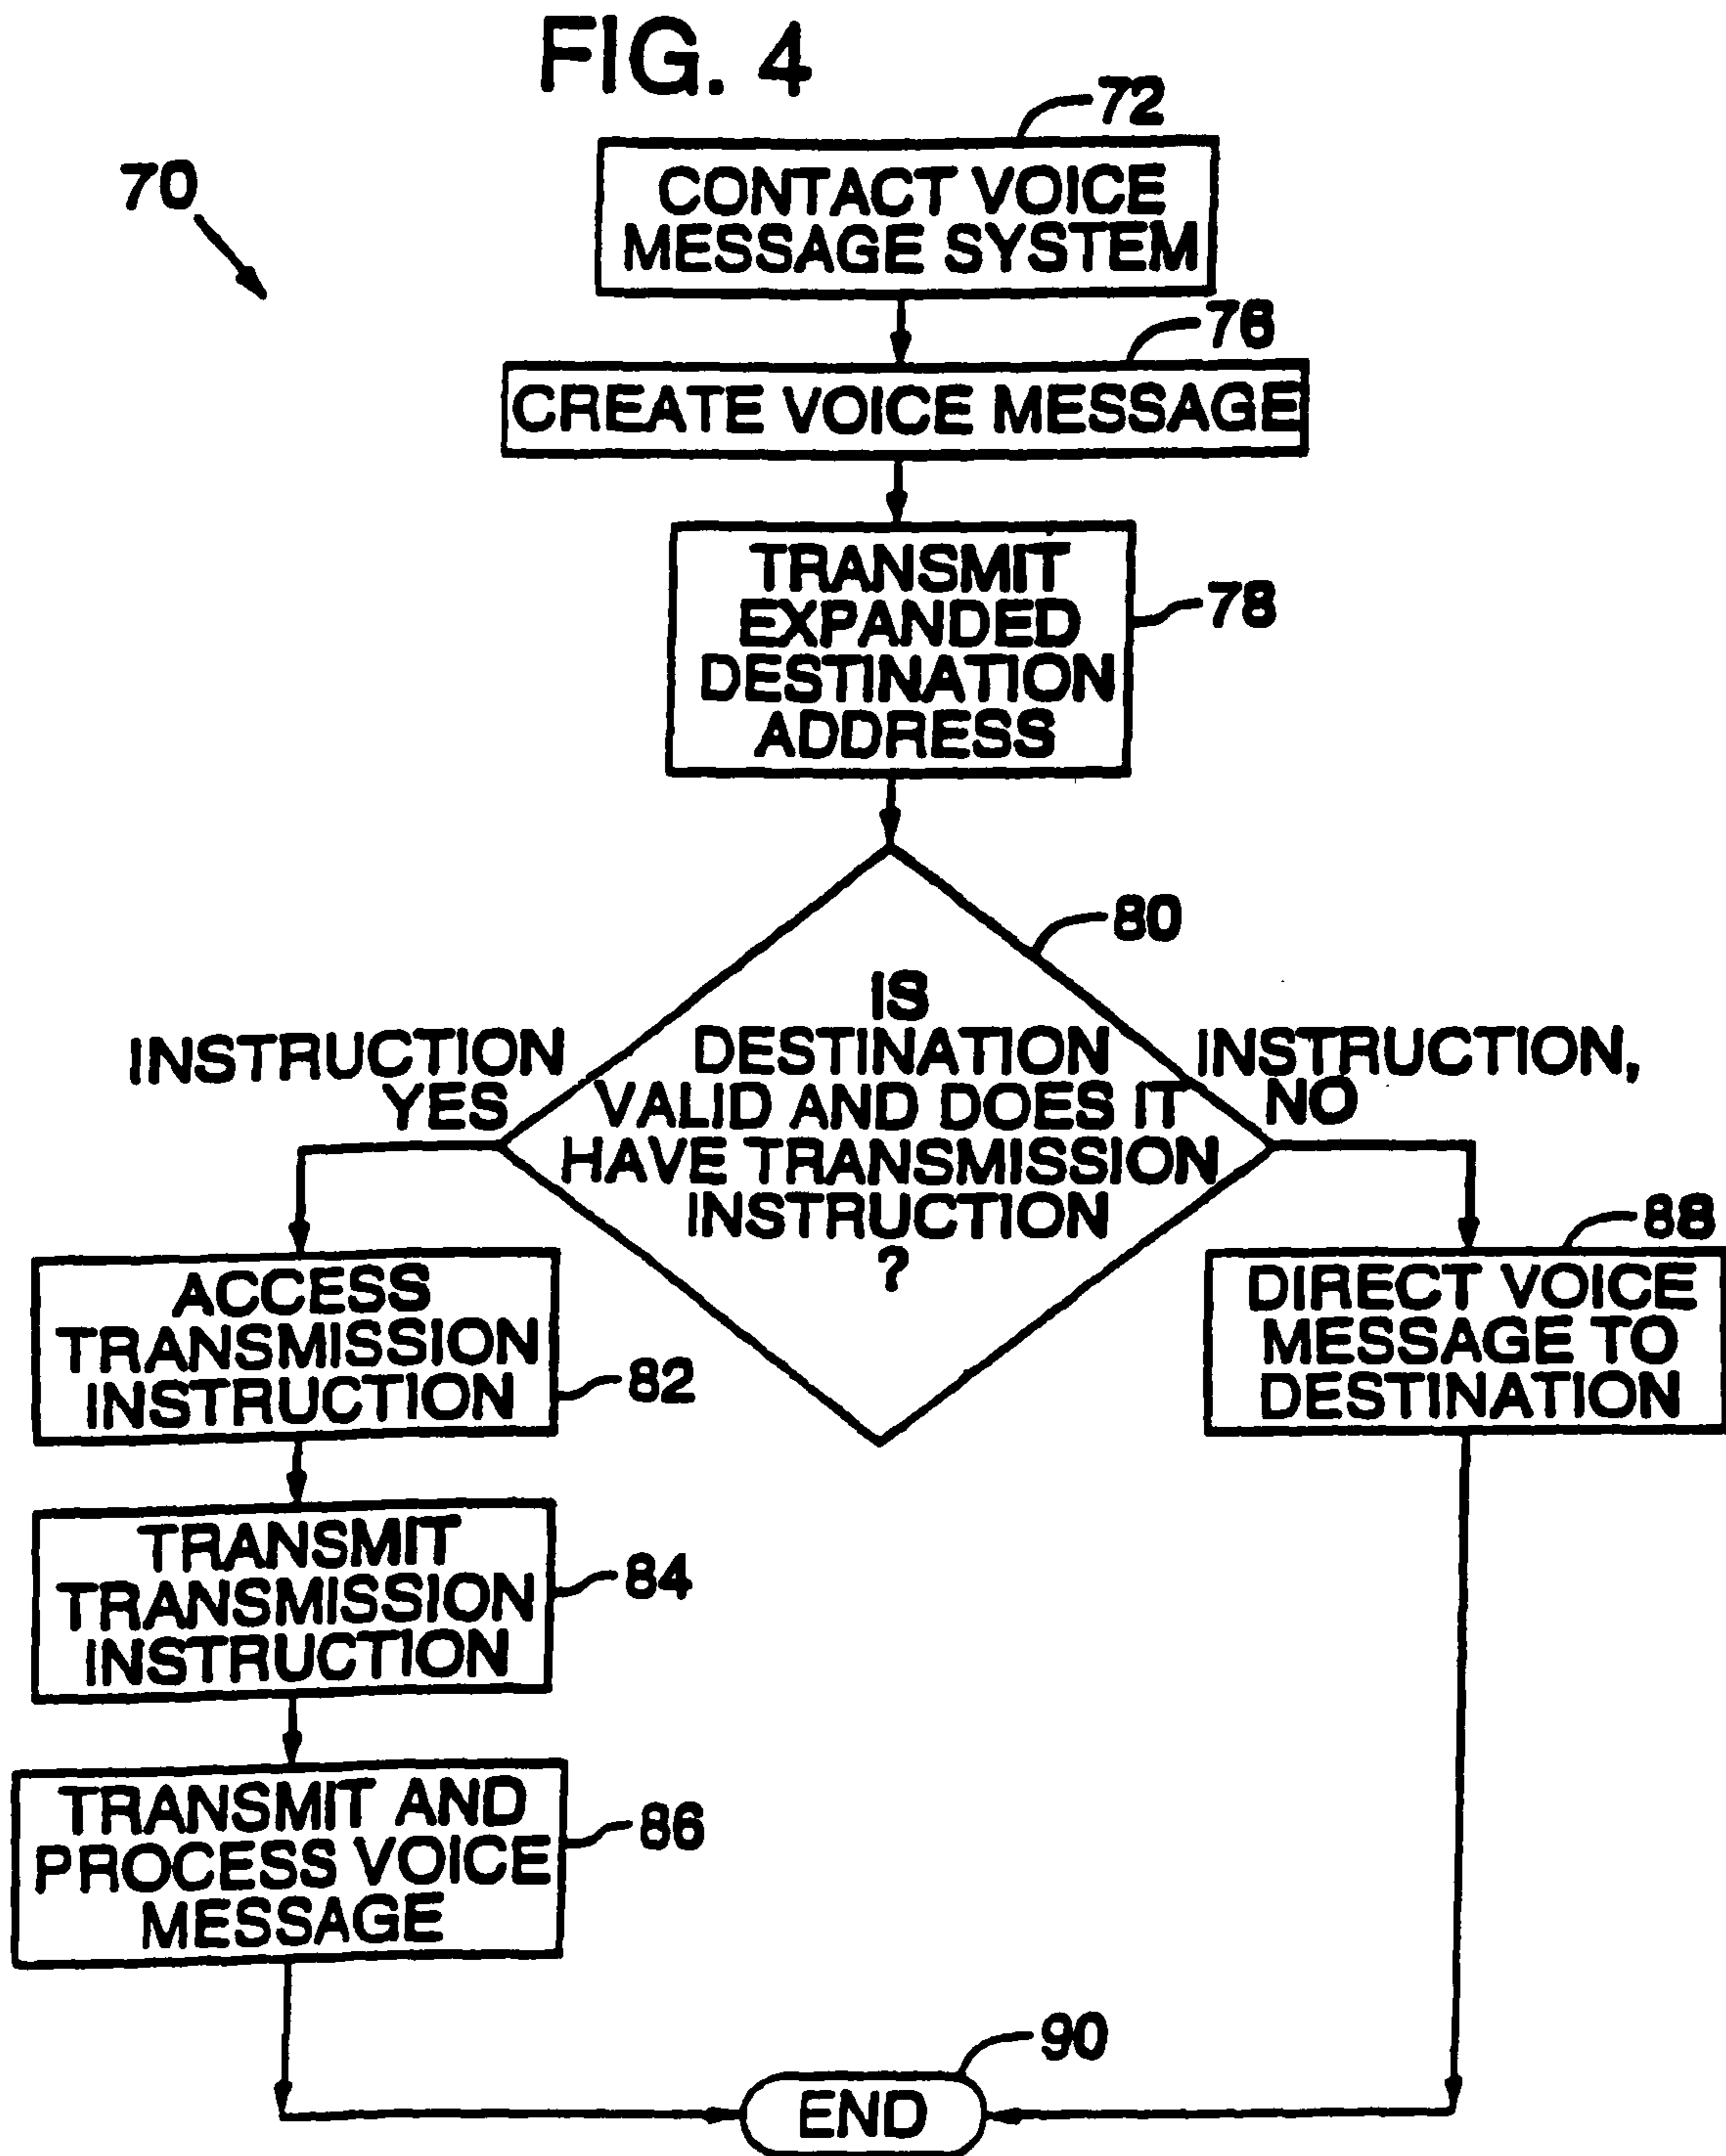 FIG. 4
70
72
CONTACT VOICE
MESSAGE SYSTEM
76
CREATE VOICE MESSAGE
TRANSMIT
EXPANDED
DESTINATION
ADDRESS
78
80
IS
DESTINATION
VALID AND DOES IT
HAVE TRANSMISSION
INSTRUCTION
?
INSTRUCTION
YES
INSTRUCTION,
NO
ACCESS
TRANSMISSION
INSTRUCTION
82
88
DIRECT VOICE
MESSAGE TO
DESTINATION
TRANSMIT
TRANSMISSION
INSTRUCTION
84
TRANSMIT AND
PROCESS VOICE
MESSAGE
86
90
END